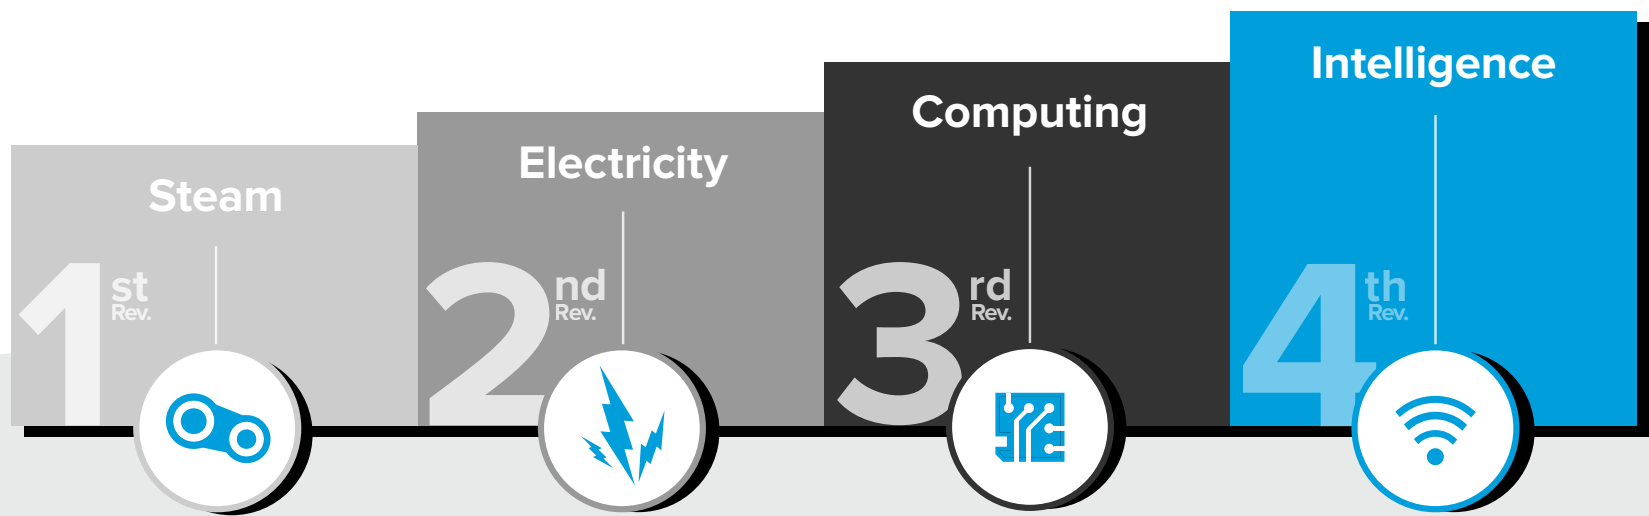 Steam
1st
Rev.
Electricity
2nd
Rev.
Computing
3rd
Rev.
Intelligence
4th
Rev.